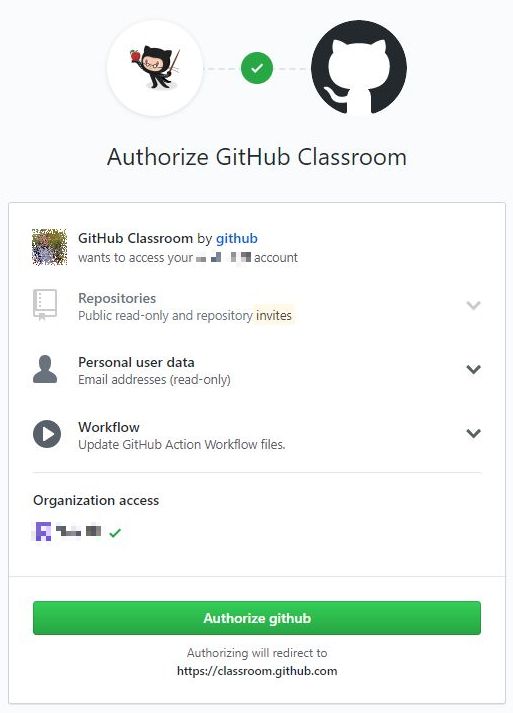 Authorize GitHub Classroom
GitHub Classroom by github
wants to access your account
Repositories
Public read-only and repository invites
Personal user data
Email addresses (read-only)
Workflow
Update GitHub Action Workflow files.
Organization access
Authorize github
Authorizing will redirect to
https://classroom.github.com